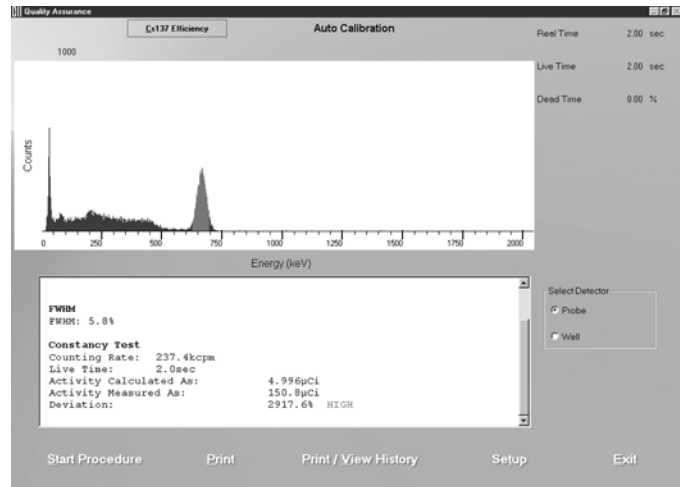 Quality Assurance
Cs137 Efficiency
Auto Calibration
Real Time 2.00 sec
1000
Live Time 2.00 sec
Dead Time 0.00 %
Counts
0 250 500 750 1000 1250 1500 1750 2000
Energy (keV)
FWHM
FWHM: 5.8%
Constancy Test
Counting Rate: 237.4kcpm
Live Time: 2.0sec
Activity Calculated As: 4.996µCi
Activity Measured As: 150.8µCi
Deviation: 2917.6% HIGH
Select Detector
Probe
Well
Start Procedure Print Print / View History Setup Exit